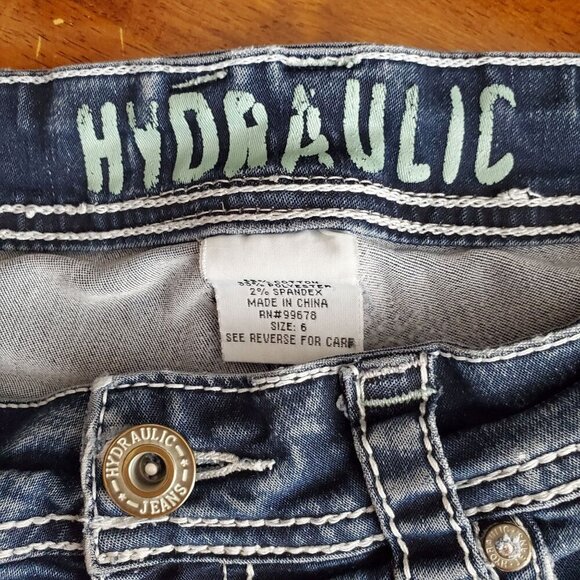 HYDRAULIC
2% SPANDEX
MADE IN CHINA
RN#99678
SIZE: 6
SEE REVERSE FOR CARE
HYDRAULIC
JEANS